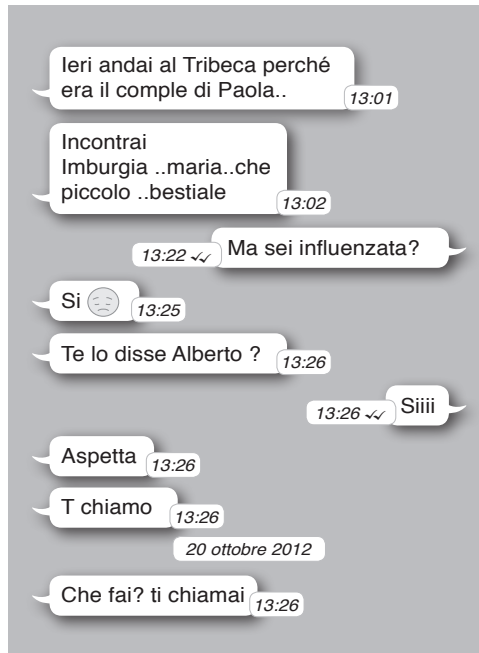 Ieri andai al Tribeca perché
era il comple di Paola..
13:01
Incontrai
Imburgia ..maria..che
piccolo ..bestiale
13:02
Ma sei influenzata?
13:22
Si
13:25
Te lo disse Alberto ?
13:26
Siiii
13:26
Aspetta
13:26
T chiamo
13:26
20 ottobre 2012
Che fai? ti chiamai
13:26